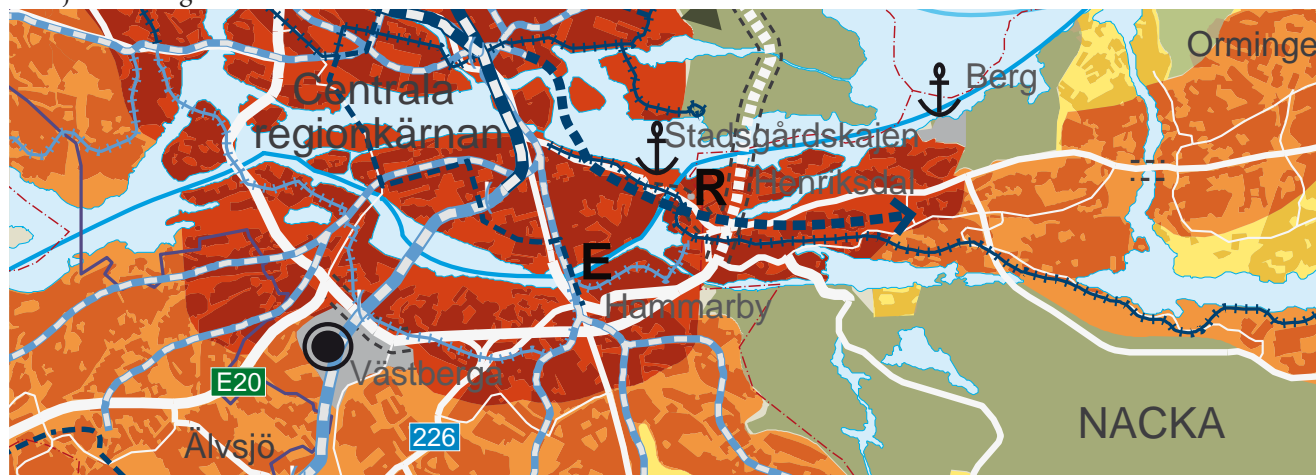 Orminge
Berg
Centrala
regionkärnan
Stadsgårdskajen
R
Henriksdal
E
Hammarby
Västberga
E20
226
Älvsjö
NACKA